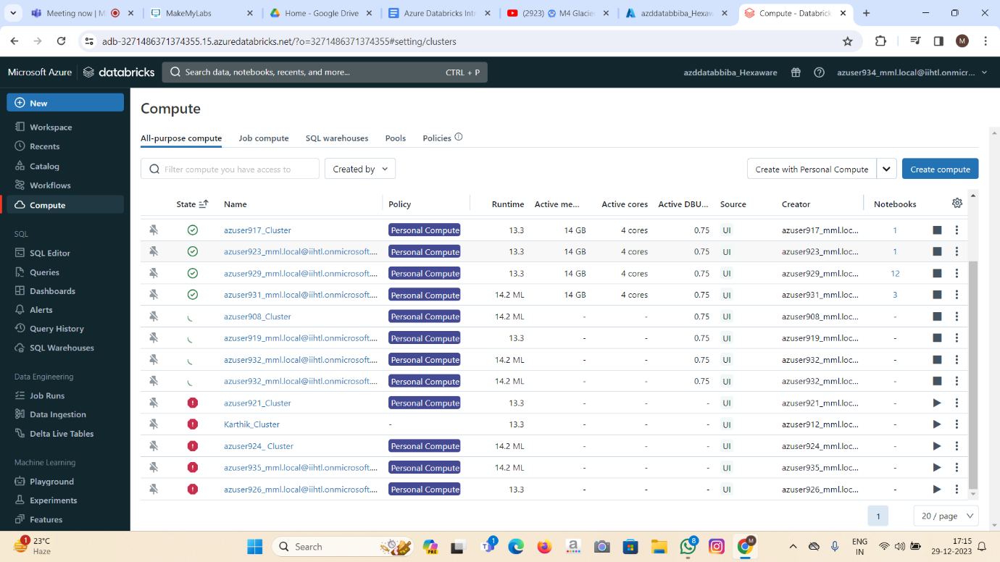 Meeting now | M
MakeMyLabs
Home - Google Drive
Azure Databricks Int
(2923) M4 Glacie
azddatabbiba_Hexaw
Compute - Databrick
adb-3271486371374355.15.azuredatabricks.net/?o=3271486371374355#setting/clusters
M
Microsoft Azure databricks
Search data, notebooks, recents, and more... CTRL + P
azddatabbiba_Hexaware
azuser934_mml.local@iihtl.onmicr...
New
Workspace
Recents
Catalog
Workflows
Compute
SQL
SQL Editor
Queries
Dashboards
Alerts
Query History
SQL Warehouses
Data Engineering
Job Runs
Data Ingestion
Delta Live Tables
Machine Learning
Playground
Experiments
Features
Compute
All-purpose compute Job compute SQL warehouses Pools Policies
Filter compute you have access to Created by Create with Personal Compute Create compute
State Name Policy Runtime Active me... Active cores Active DBU... Source Creator Notebooks
azuser917_Cluster Personal Compute 13.3 14 GB 4 cores 0.75 UI azuser917_mml.loc... 1
azuser923_mml.local@iihtl.onmicrosoft.... Personal Compute 13.3 14 GB 4 cores 0.75 UI azuser923_mml.loc... 1
azuser929_mml.local@iihtl.onmicrosoft.... Personal Compute 13.3 14 GB 4 cores 0.75 UI azuser929_mml.loc... 12
azuser931_mml.local@iihtl.onmicrosoft.... Personal Compute 14.2 ML 14 GB 4 cores 0.75 UI azuser931_mml.loc... 3
azuser908_Cluster Personal Compute 14.2 ML - - 0.75 UI azuser908_mml.loc... -
azuser919_mml.local@iihtl.onmicrosoft.... Personal Compute 13.3 - - 0.75 UI azuser919_mml.loc... -
azuser932_mml.local@iihtl.onmicrosoft.... Personal Compute 14.2 ML - - 0.75 UI azuser932_mml.loc... -
azuser932_mml.local@iihtl.onmicrosoft.... Personal Compute 14.2 ML - - 0.75 UI azuser932_mml.loc... -
azuser921_Cluster Personal Compute 13.3 - - - UI azuser921_mml.loc... -
Karthik_Cluster - 13.3 - - - UI azuser912_mml.loc... -
azuser924_ Cluster Personal Compute 14.2 ML - - - UI azuser924_mml.loc... -
azuser935_mml.local@iihtl.onmicrosoft.... Personal Compute 14.2 ML - - - UI azuser935_mml.loc... -
azuser926_mml.local@iihtl.onmicrosoft.... Personal Compute 13.3 - - - UI azuser926_mml.loc... -
1 20 / page
1 23°C
Haze
Search
PRE
1
a
8
M
ENG
IN
17:15
29-12-2023